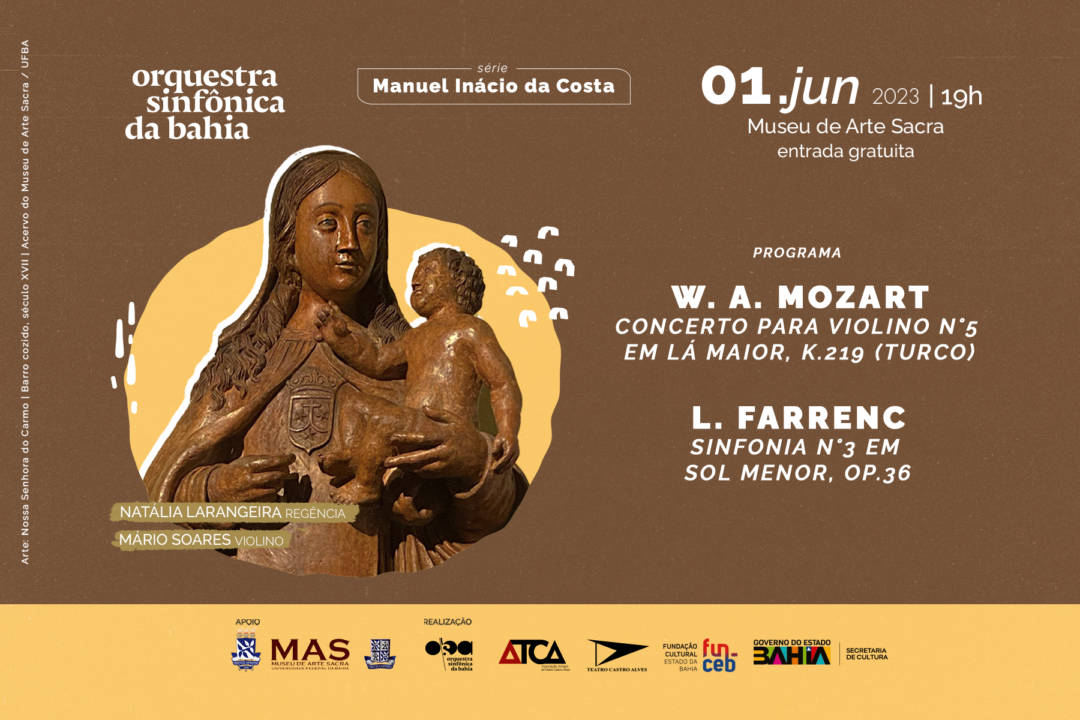 orquestra
sinfônica
da bahia
série
Manuel Inácio da Costa
01.jun 2023 | 19h
Museu de Arte Sacra
entrada gratuita
Arte: Nossa Senhora do Carmo | Barro cozido, século XVII | Acervo do Museu de Arte Sacra / UFBA
PROGRAMA
W. A. MOZART
CONCERTO PARA VIOLINO N°5
EM LÁ MAIOR, K.219 (TURCO)
L. FARRENC
SINFONIA N°3 EM
SOL MENOR, OP.36
NATÁLIA LARANGEIRA REGÊNCIA
MÁRIO SOARES VIOLINO
APOIO
MAS
MUSEU DE ARTE SACRA
UNIVERSIDADE FEDERAL DA BAHIA
REALIZAÇÃO
orquestra
sinfônica
da bahia
ATCA
TEATRO CASTRO ALVES
FUNDAÇÃO
CULTURAL
ESTADO DA
BAHIA
fun-
ceb
GOVERNO DO ESTADO
BAHIA
SECRETARIA
DE CULTURA